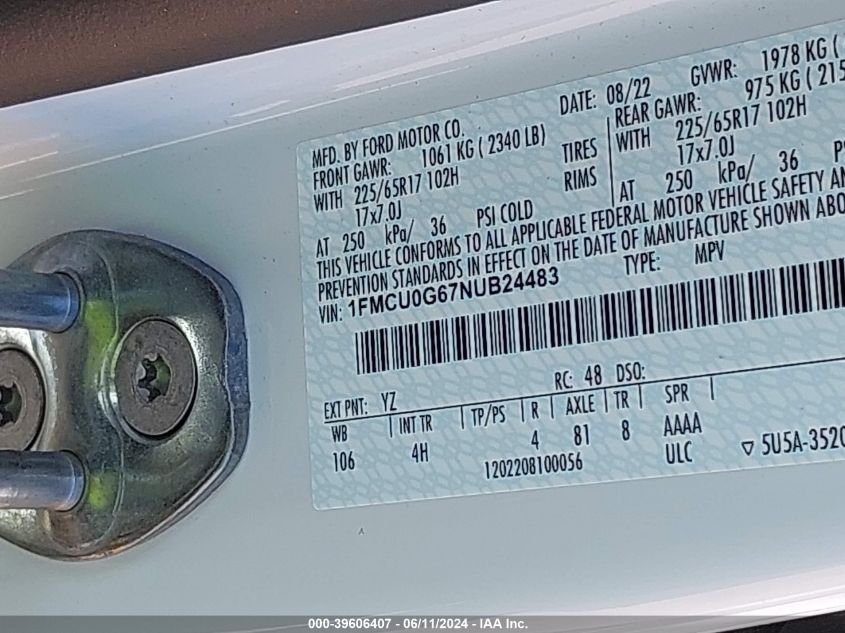 MFD. BY FORD MOTOR CO.
DATE: 08/22 GVWR: 1978 KG (
FRONT GAWR: 1061 KG ( 2340 LB)
REAR GAWR: 975 KG ( 215
WITH 225/65R17 102H TIRES
WITH 225/65R17 102H
17x7.0J RIMS
17x7.0J
AT 250 kPa/ 36 PSI COLD
AT 250 kPa/ 36 PS
THIS VEHICLE CONFORMS TO ALL APPLICABLE FEDERAL MOTOR VEHICLE SAFETY AN
PREVENTION STANDARDS IN EFFECT ON THE DATE OF MANUFACTURE SHOWN ABO
VIN: 1FMCU0G67NUB24483 TYPE: MPV
EXT PNT: YZ RC: 48 DSO:
WB INT TR TP/PS R AXLE TR SPR
106 4H 4 81 8 AAAA
1202208100056 ULC ▽ 5U5A-3520
000-39606407 - 06/11/2024 - IAA Inc.